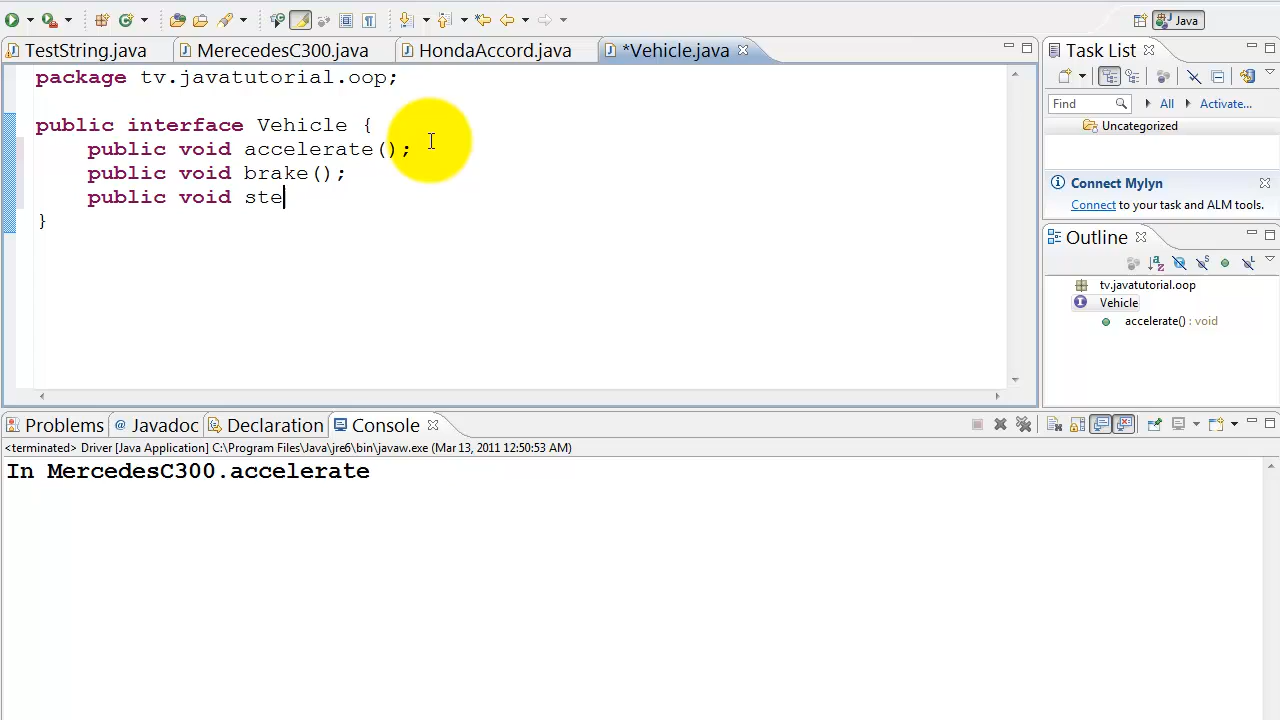 Java
TestString.java
MerecedesC300.java
HondaAccord.java
*Vehicle.java
package tv.javatutorial.oop;
public interface Vehicle {
public void accelerate();
public void brake();
public void ste
}
Task List
Find
All
Activate...
Uncategorized
Connect Mylyn
Connect to your task and ALM tools.
Outline
tv.javatutorial.oop
Vehicle
accelerate() : void
Problems
@ Javadoc
Declaration
Console
<terminated> Driver [Java Application] C:\Program Files\Java\jre6\bin\javaw.exe (Mar 13, 2011 12:50:53 AM)
In MercedesC300.accelerate